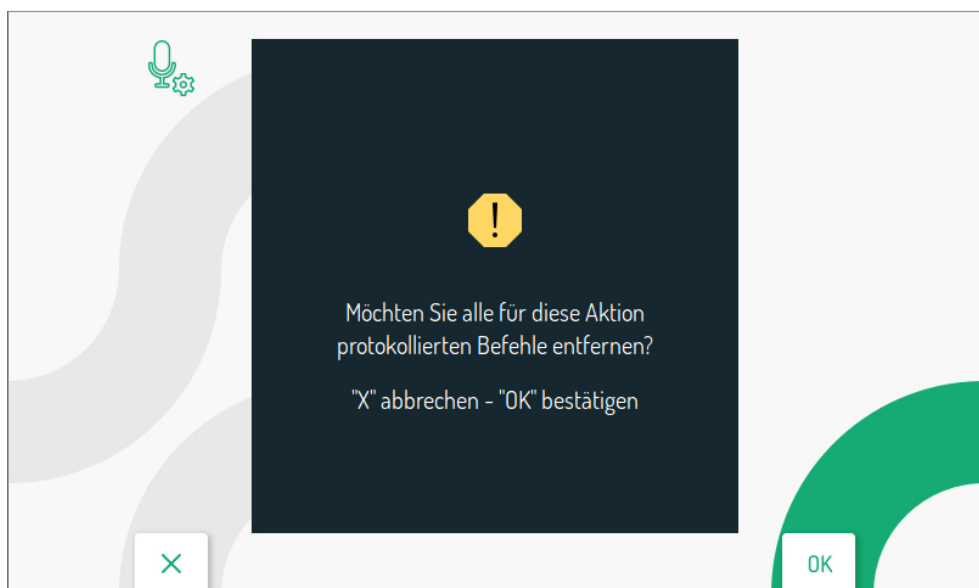 !
Möchten Sie alle für diese Aktion
protokollierten Befehle entfernen?
"X" abbrechen - "OK" bestätigen
OK